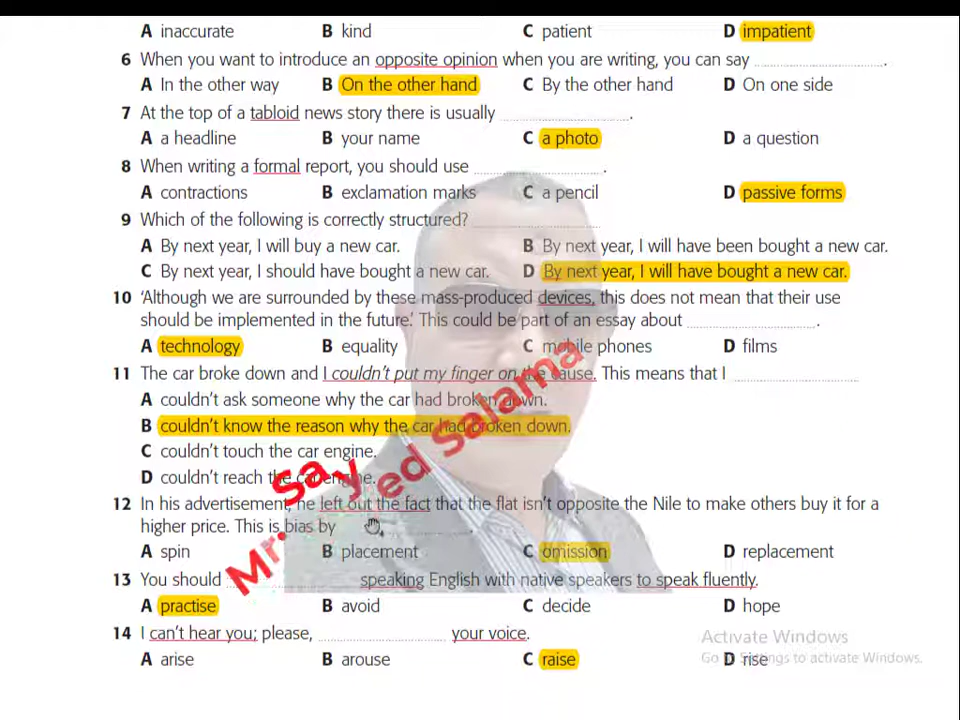 A inaccurate B kind C patient D impatient
6 When you want to introduce an opposite opinion when you are writing, you can say ........................ .
A In the other way B On the other hand C By the other hand D On one side
7 At the top of a tabloid news story there is usually ........................ .
A a headline B your name C a photo D a question
8 When writing a formal report, you should use ........................ .
A contractions B exclamation marks C a pencil D passive forms
9 Which of the following is correctly structured? ........................
A By next year, I will buy a new car. B By next year, I will have been bought a new car.
C By next year, I should have bought a new car. D By next year, I will have bought a new car.
10 ‘Although we are surrounded by these mass-produced devices, this does not mean that their use
should be implemented in the future.’ This could be part of an essay about ........................ .
A technology B equality C mobile phones D films
11 The car broke down and I couldn’t put my finger on the cause. This means that I ........................
A couldn’t ask someone why the car had broken down.
B couldn’t know the reason why the car had broken down.
C couldn’t touch the car engine.
D couldn’t reach the car engine.
12 In his advertisement, he left out the fact that the flat isn’t opposite the Nile to make others buy it for a
higher price. This is bias by ........................ .
A spin B placement C omission D replacement
13 You should ........................ speaking English with native speakers to speak fluently.
A practise B avoid C decide D hope
14 I can’t hear you; please, ........................ your voice.
A arise B arouse C raise D rise
Mr. Sayed Salama
Activate Windows
Go to Settings to activate Windows.